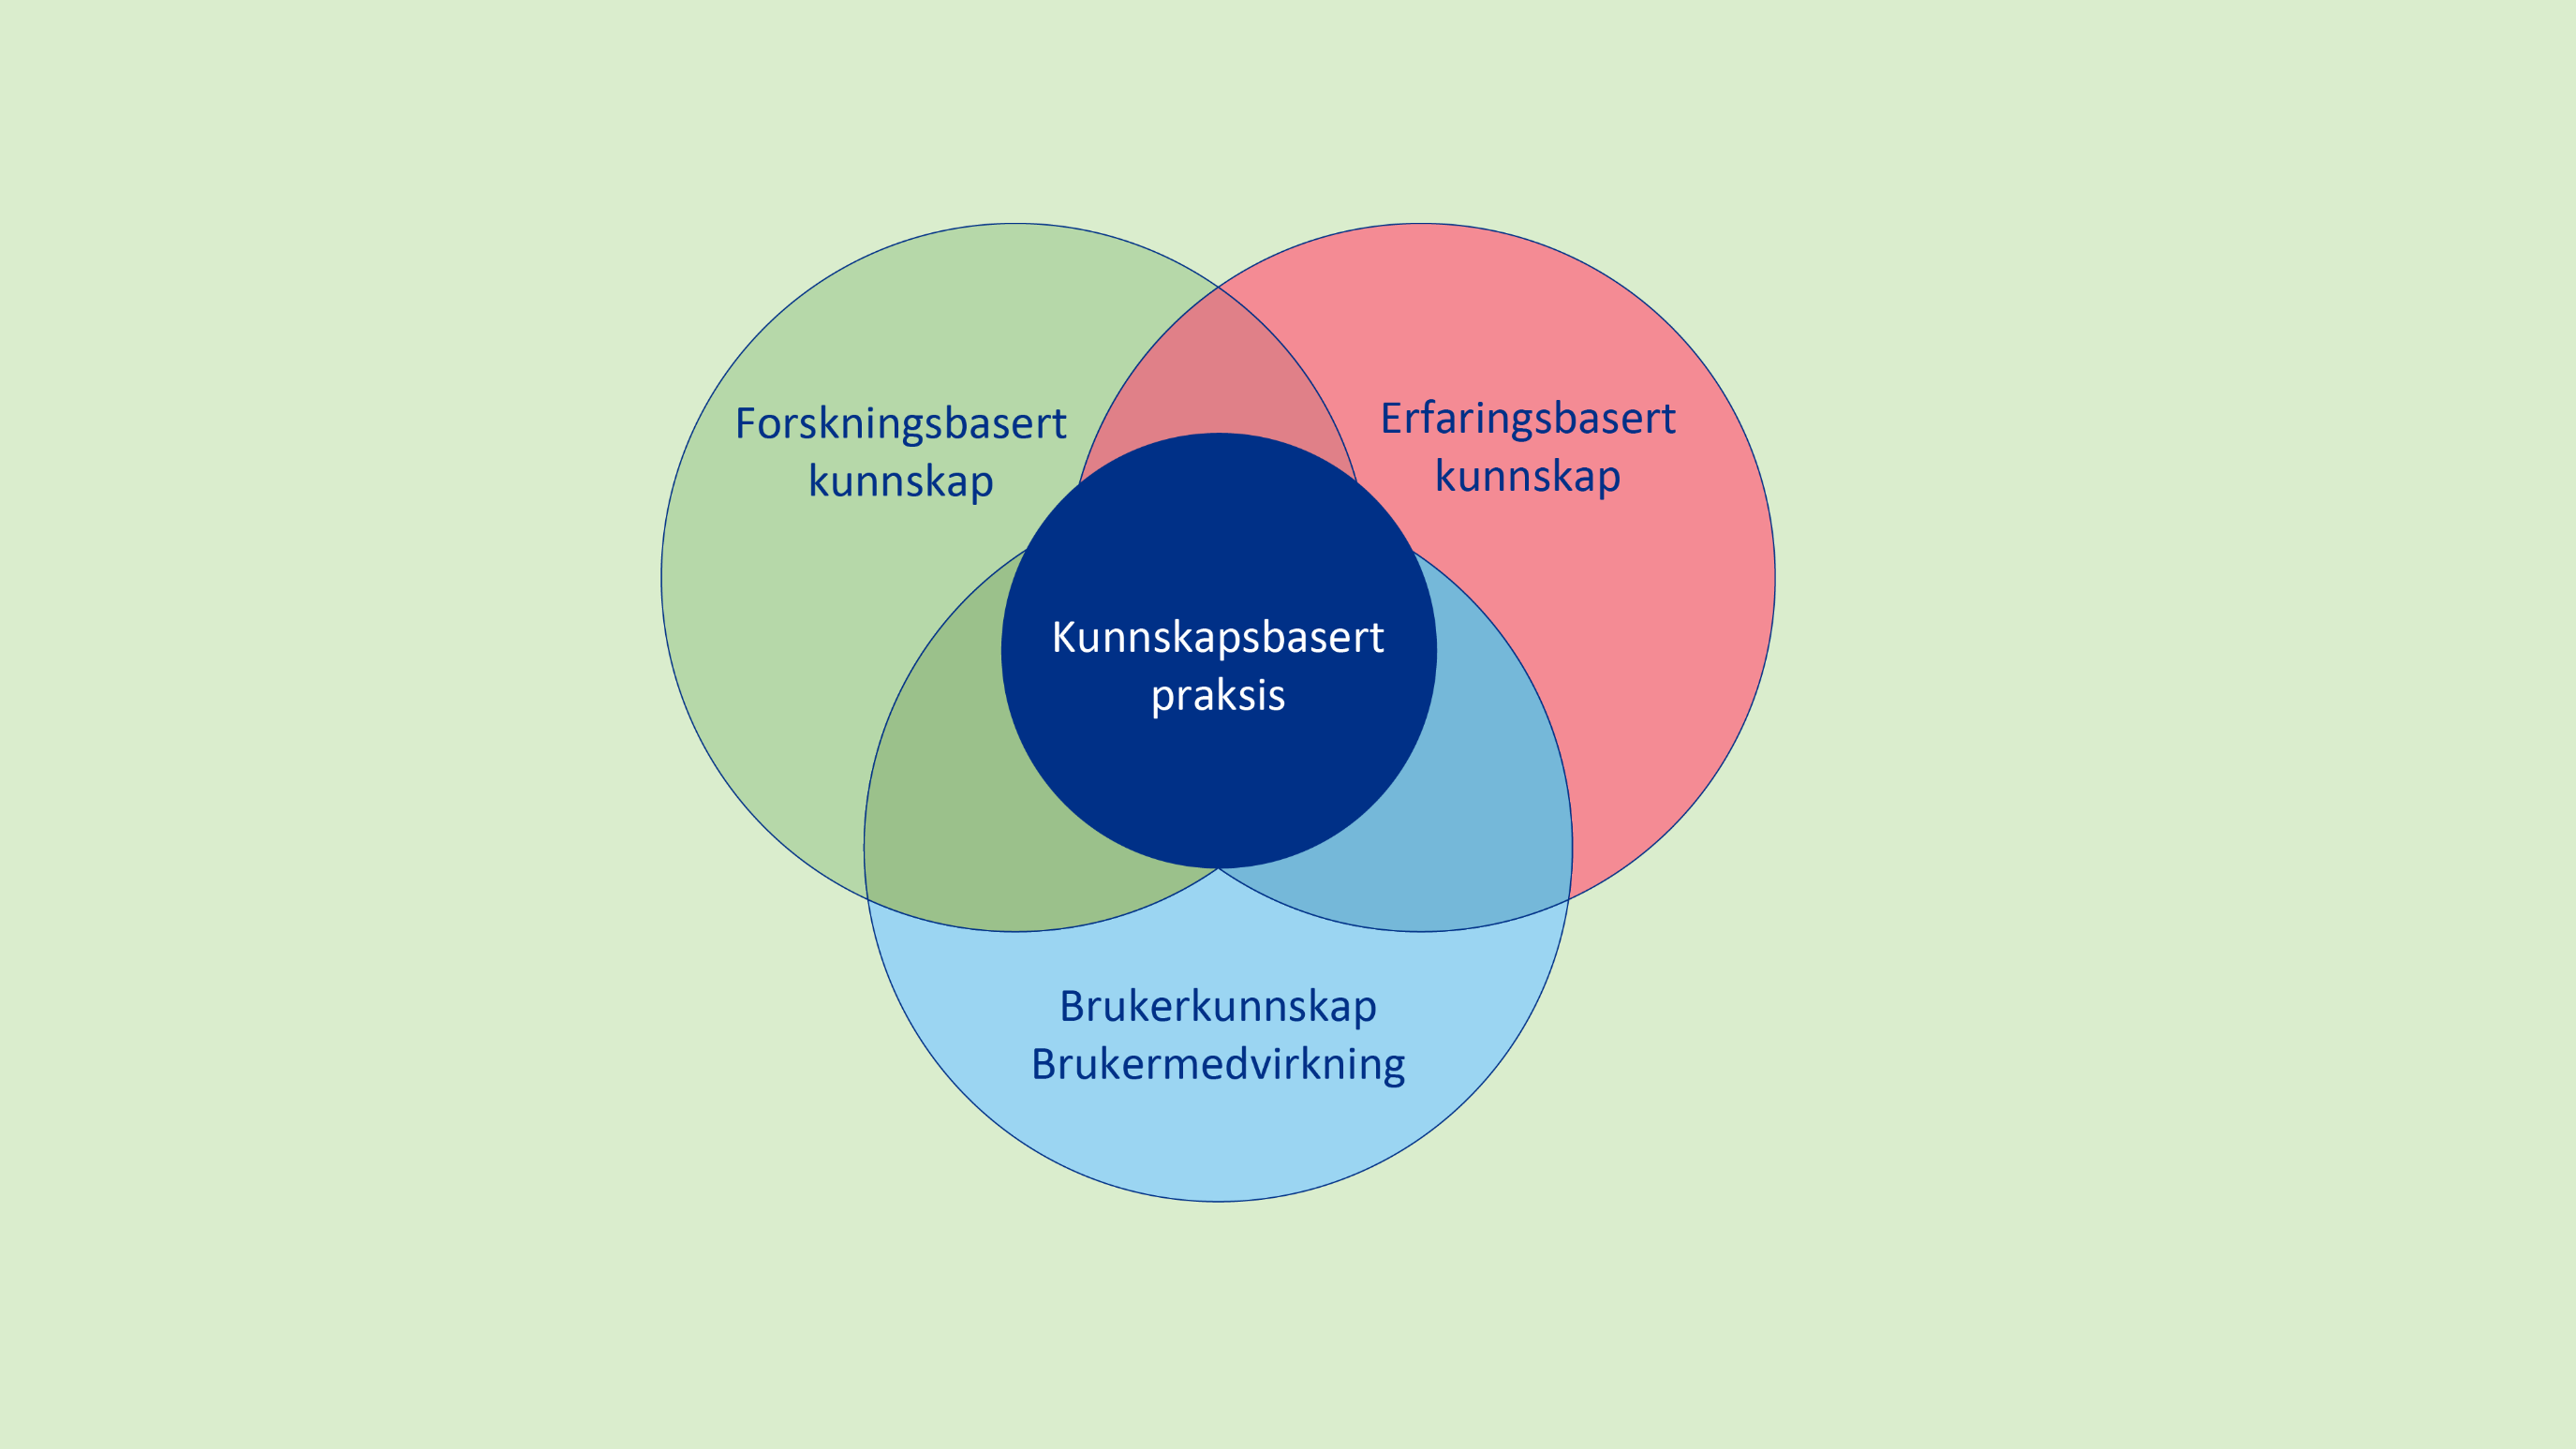 Forskningsbasert
kunnskap
Erfaringsbasert
kunnskap
Kunnskapsbasert
praksis
Brukerkunnskap
Brukermedvirkning